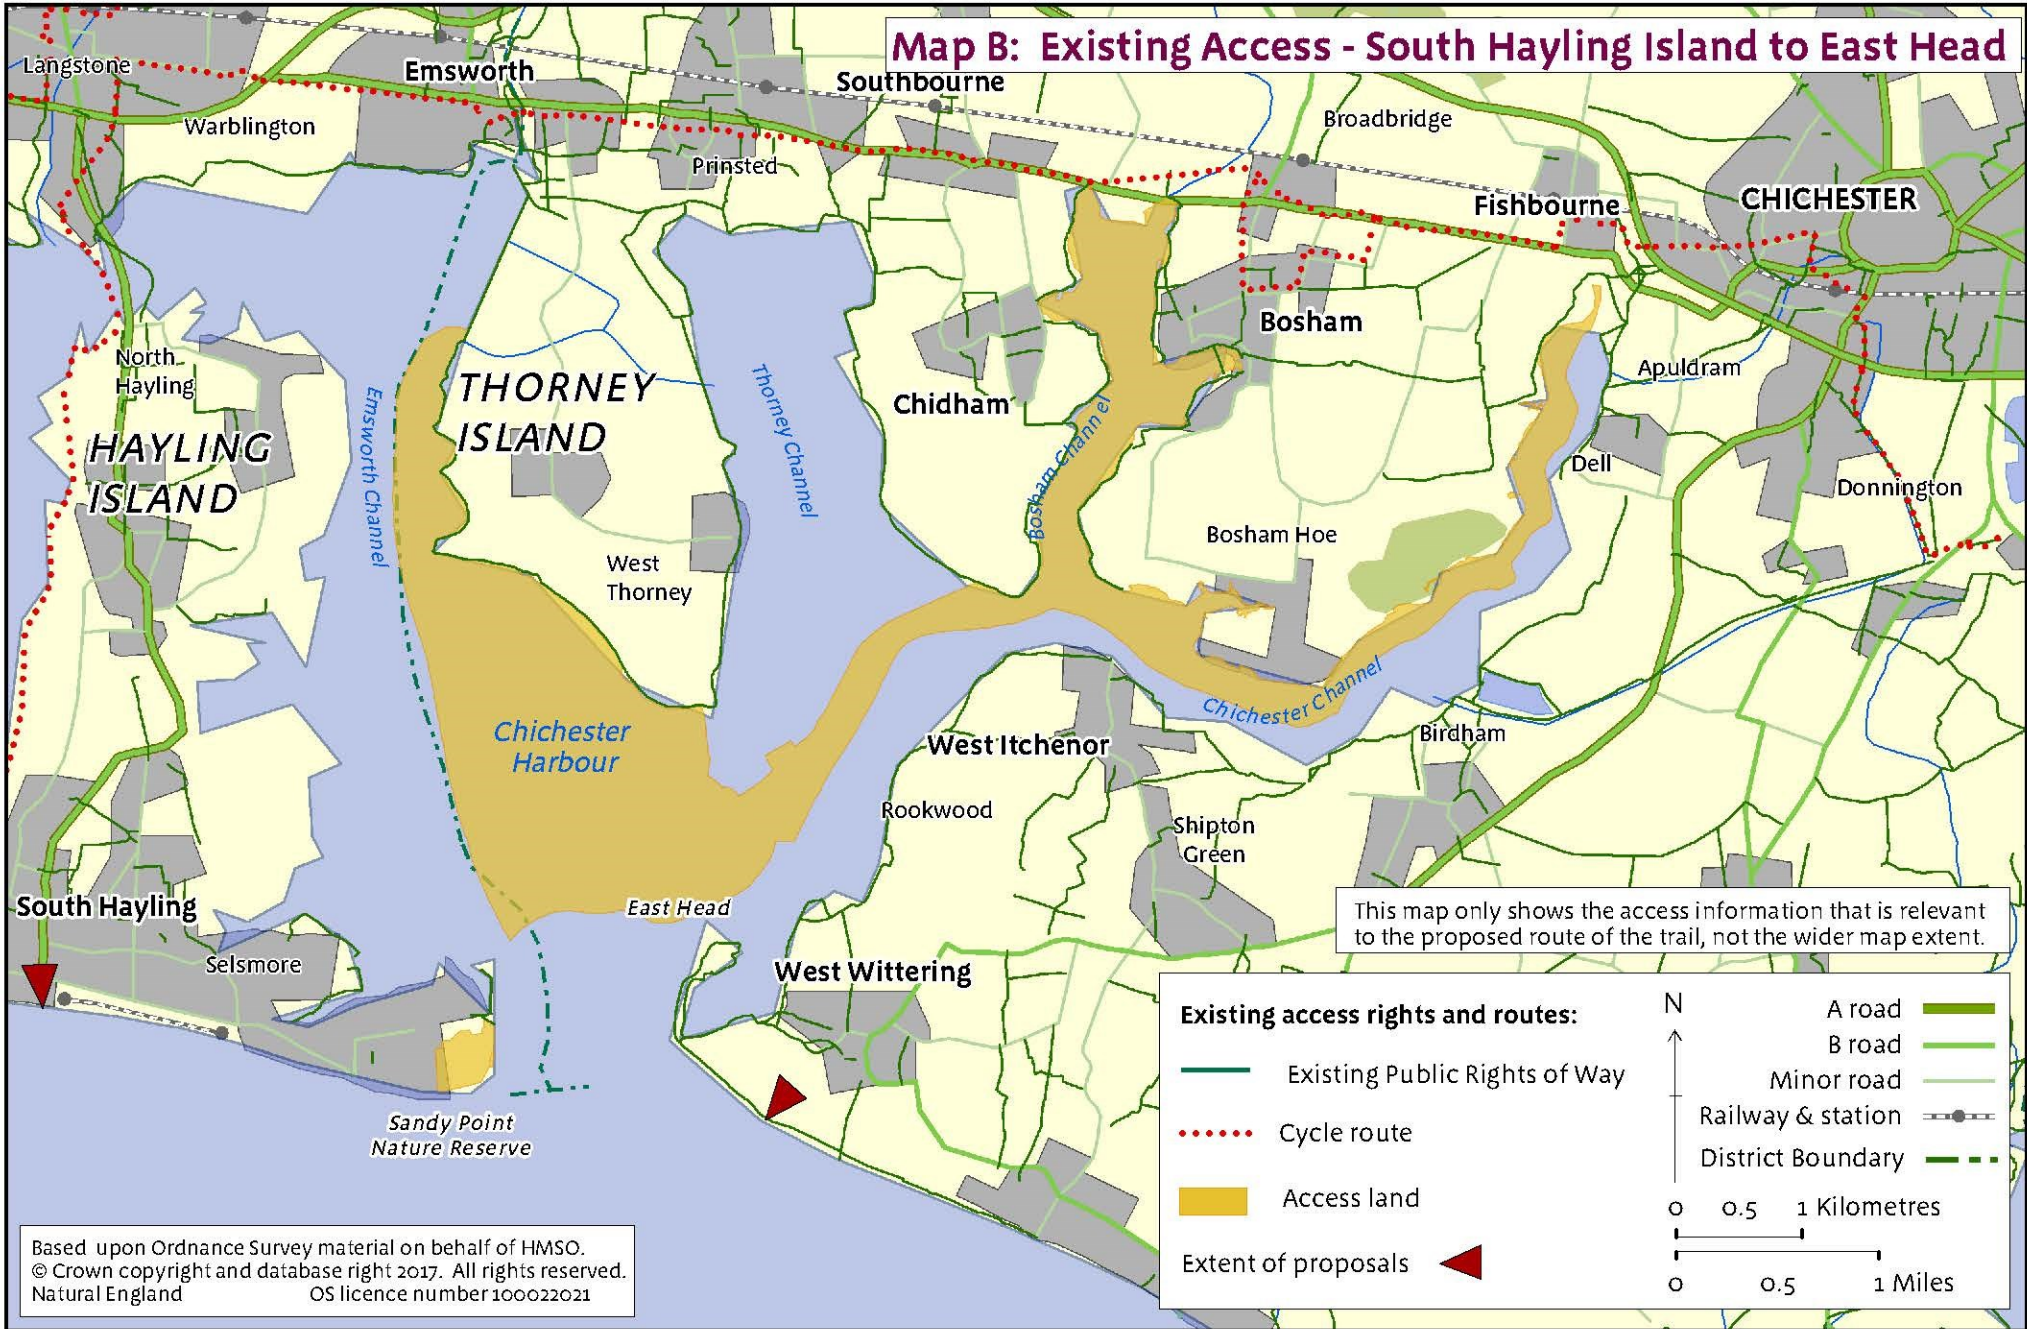 Map B: Existing Access - South Hayling Island to East Head
Langstone
Emsworth
Southbourne
Warblington
Broadbridge
Prinsted
Fishbourne
CHICHESTER
Bosham
North
Hayling
THORNEY
ISLAND
Chidham
Apuldram
HAYLING
ISLAND
Emsworth Channel
Thorney Channel
Bosham Channel
Dell
Donnington
Bosham Hoe
West
Thorney
Chichester
Harbour
Chichester Channel
West Itchenor
Birdham
Rookwood
Shipton
Green
South Hayling
East Head
Selsmore
West Wittering
Sandy Point
Nature Reserve
This map only shows the access information that is relevant
to the proposed route of the trail, not the wider map extent.
Existing access rights and routes:
Existing Public Rights of Way
Cycle route
Access land
Extent of proposals
N
A road
B road
Minor road
Railway & station
District Boundary
0 0.5 1 Kilometres
0 0.5 1 Miles
Based upon Ordnance Survey material on behalf of HMSO.
© Crown copyright and database right 2017. All rights reserved.
Natural England OS licence number 100022021